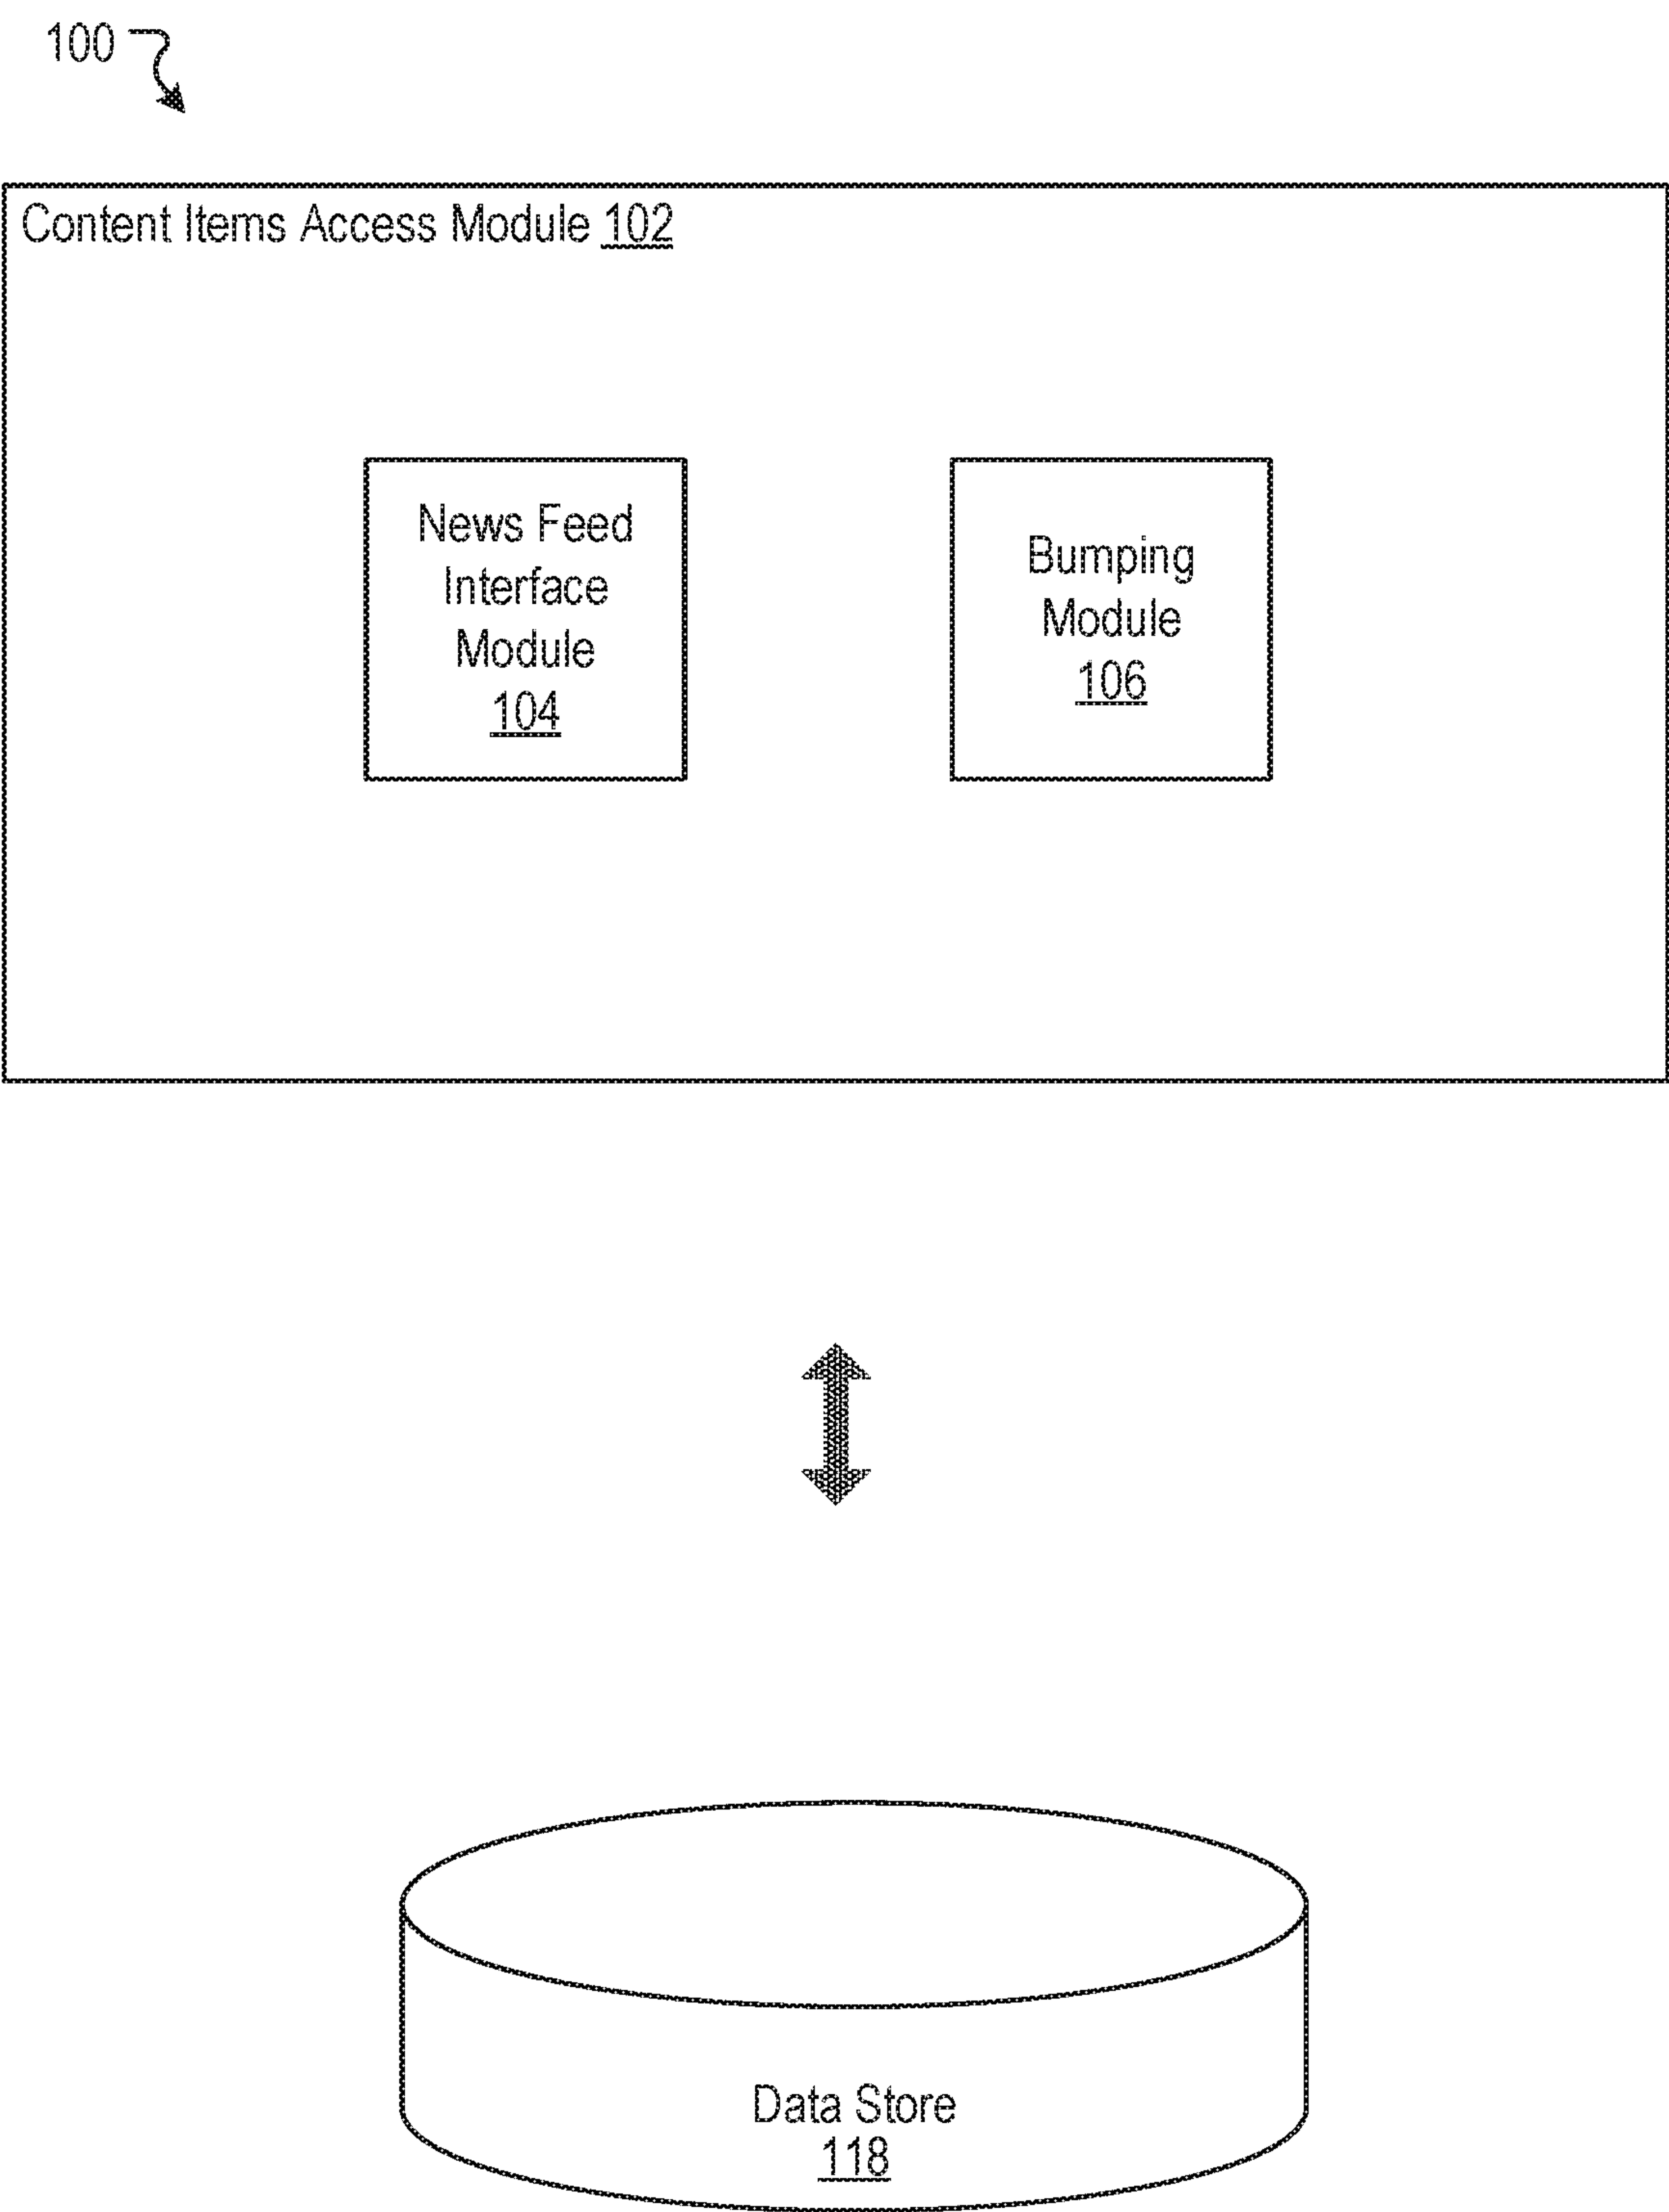 100
Content Items Access Module 102
News Feed
Interface
Module
104
Bumping
Module
106
Data Store
118